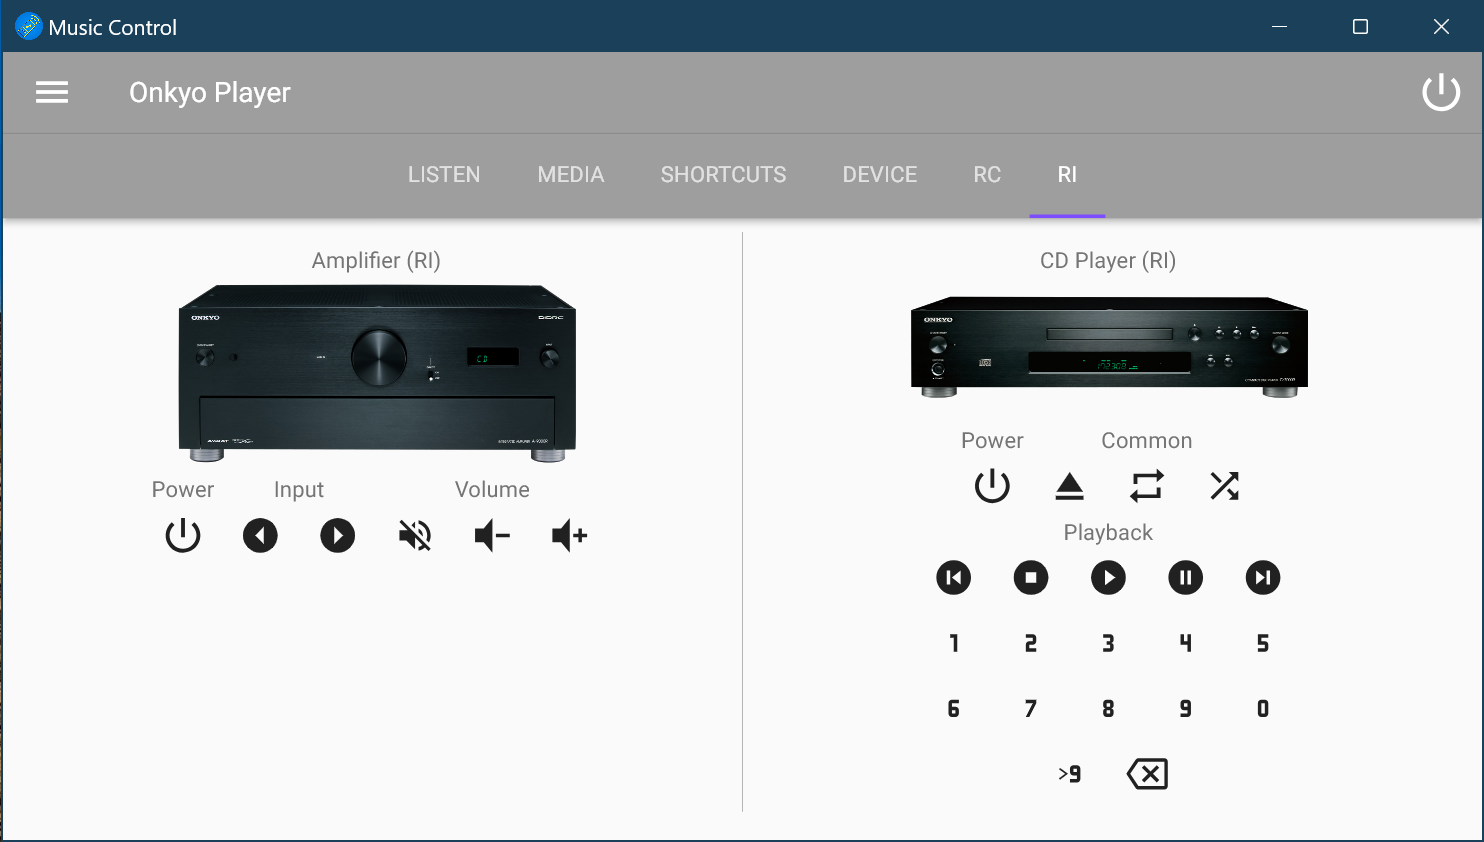 Music Control
Onkyo Player
LISTEN MEDIA SHORTCUTS DEVICE RC RI
Amplifier (RI)
ONKYO
CD
Power Input Volume
CD Player (RI)
ONKYO
Power Common
Playback
1 2 3 4 5
6 7 8 9 0
>9